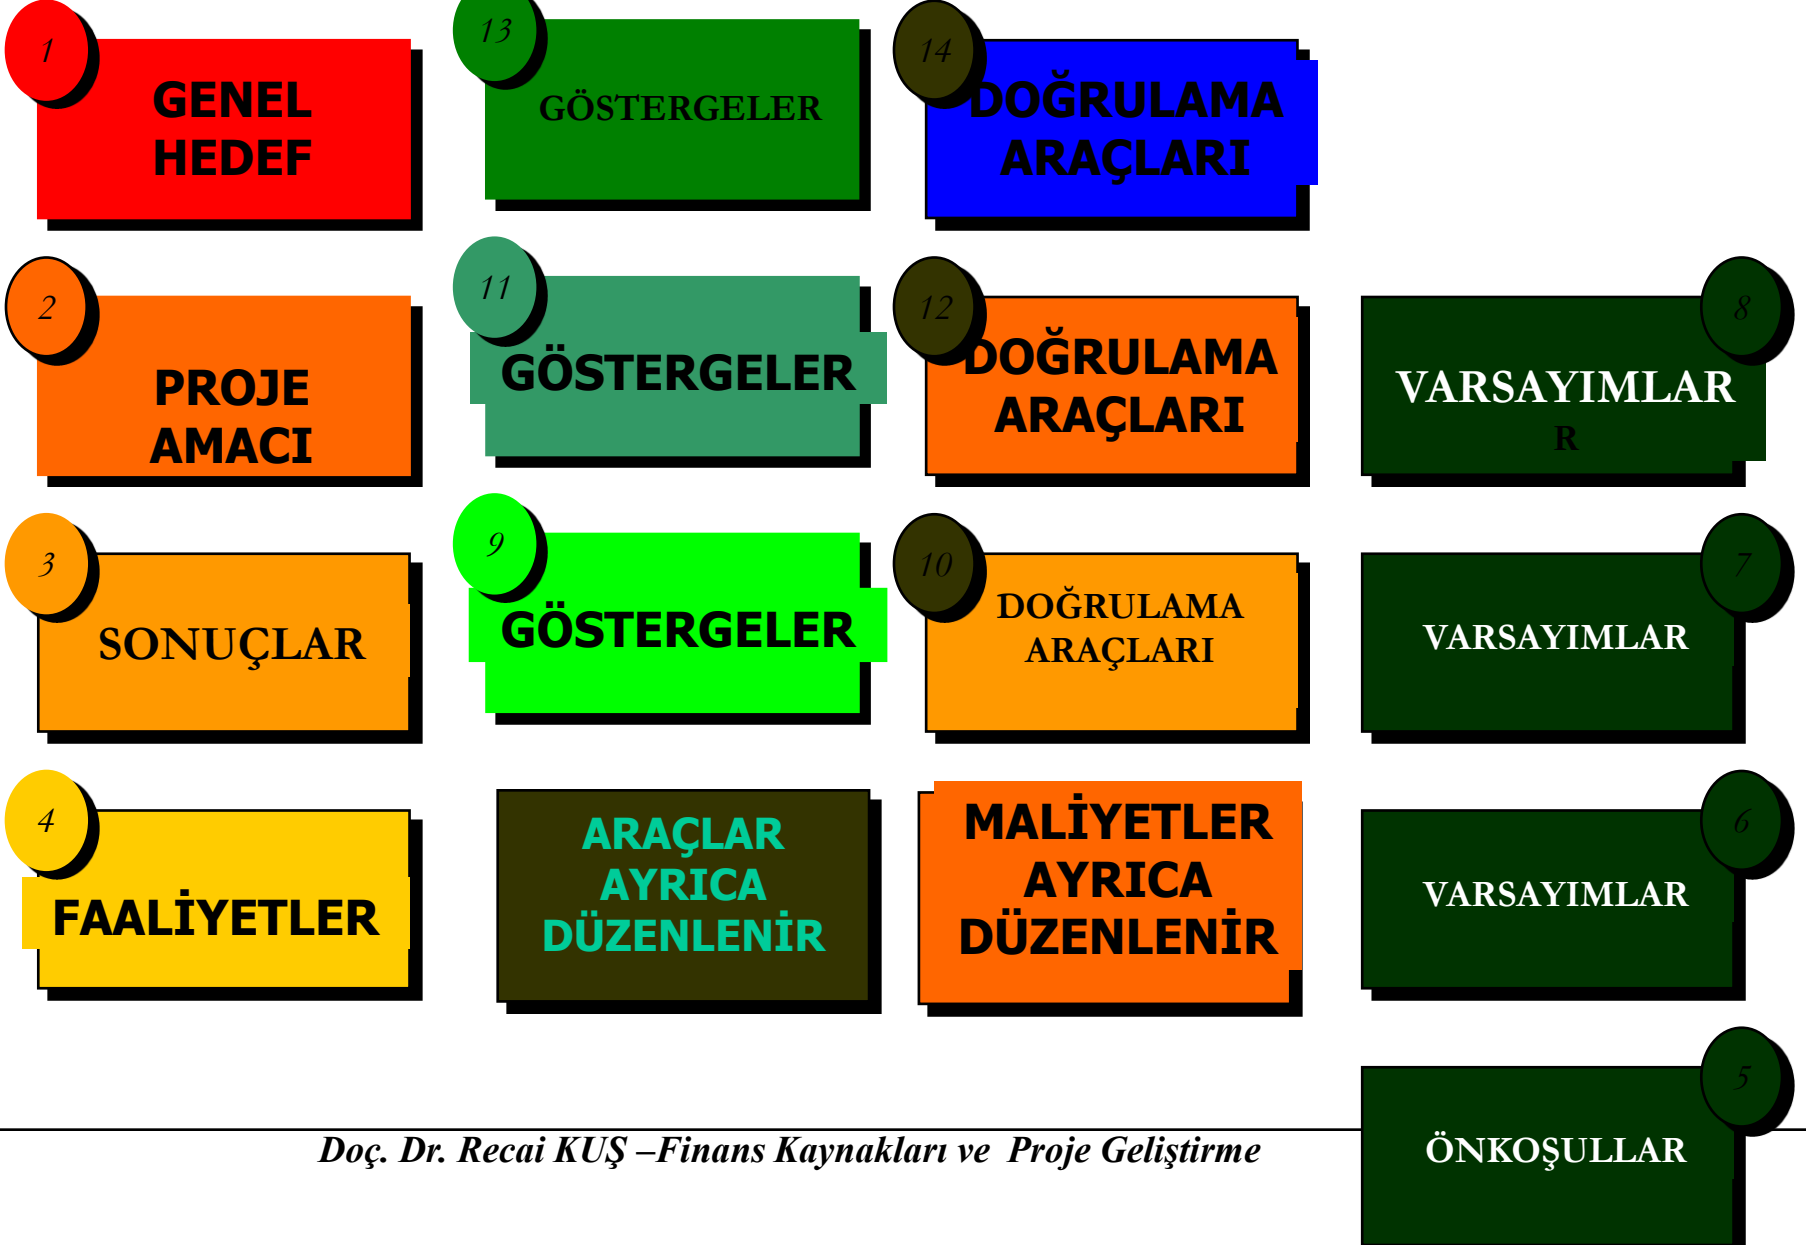 1
GENEL
HEDEF
13
GÖSTERGELER
14
DOĞRULAMA
ARAÇLARI
2
PROJE
AMACI
11
GÖSTERGELER
12
DOĞRULAMA
ARAÇLARI
8
VARSAYIMLAR
R
3
SONUÇLAR
9
GÖSTERGELER
10
DOĞRULAMA
ARAÇLARI
7
VARSAYIMLAR
4
FAALİYETLER
ARAÇLAR
AYRICA
DÜZENLENİR
MALİYETLER
AYRICA
DÜZENLENİR
6
VARSAYIMLAR
5
ÖNKOŞULLAR
Doç. Dr. Recai KUŞ –Finans Kaynakları ve Proje Geliştirme